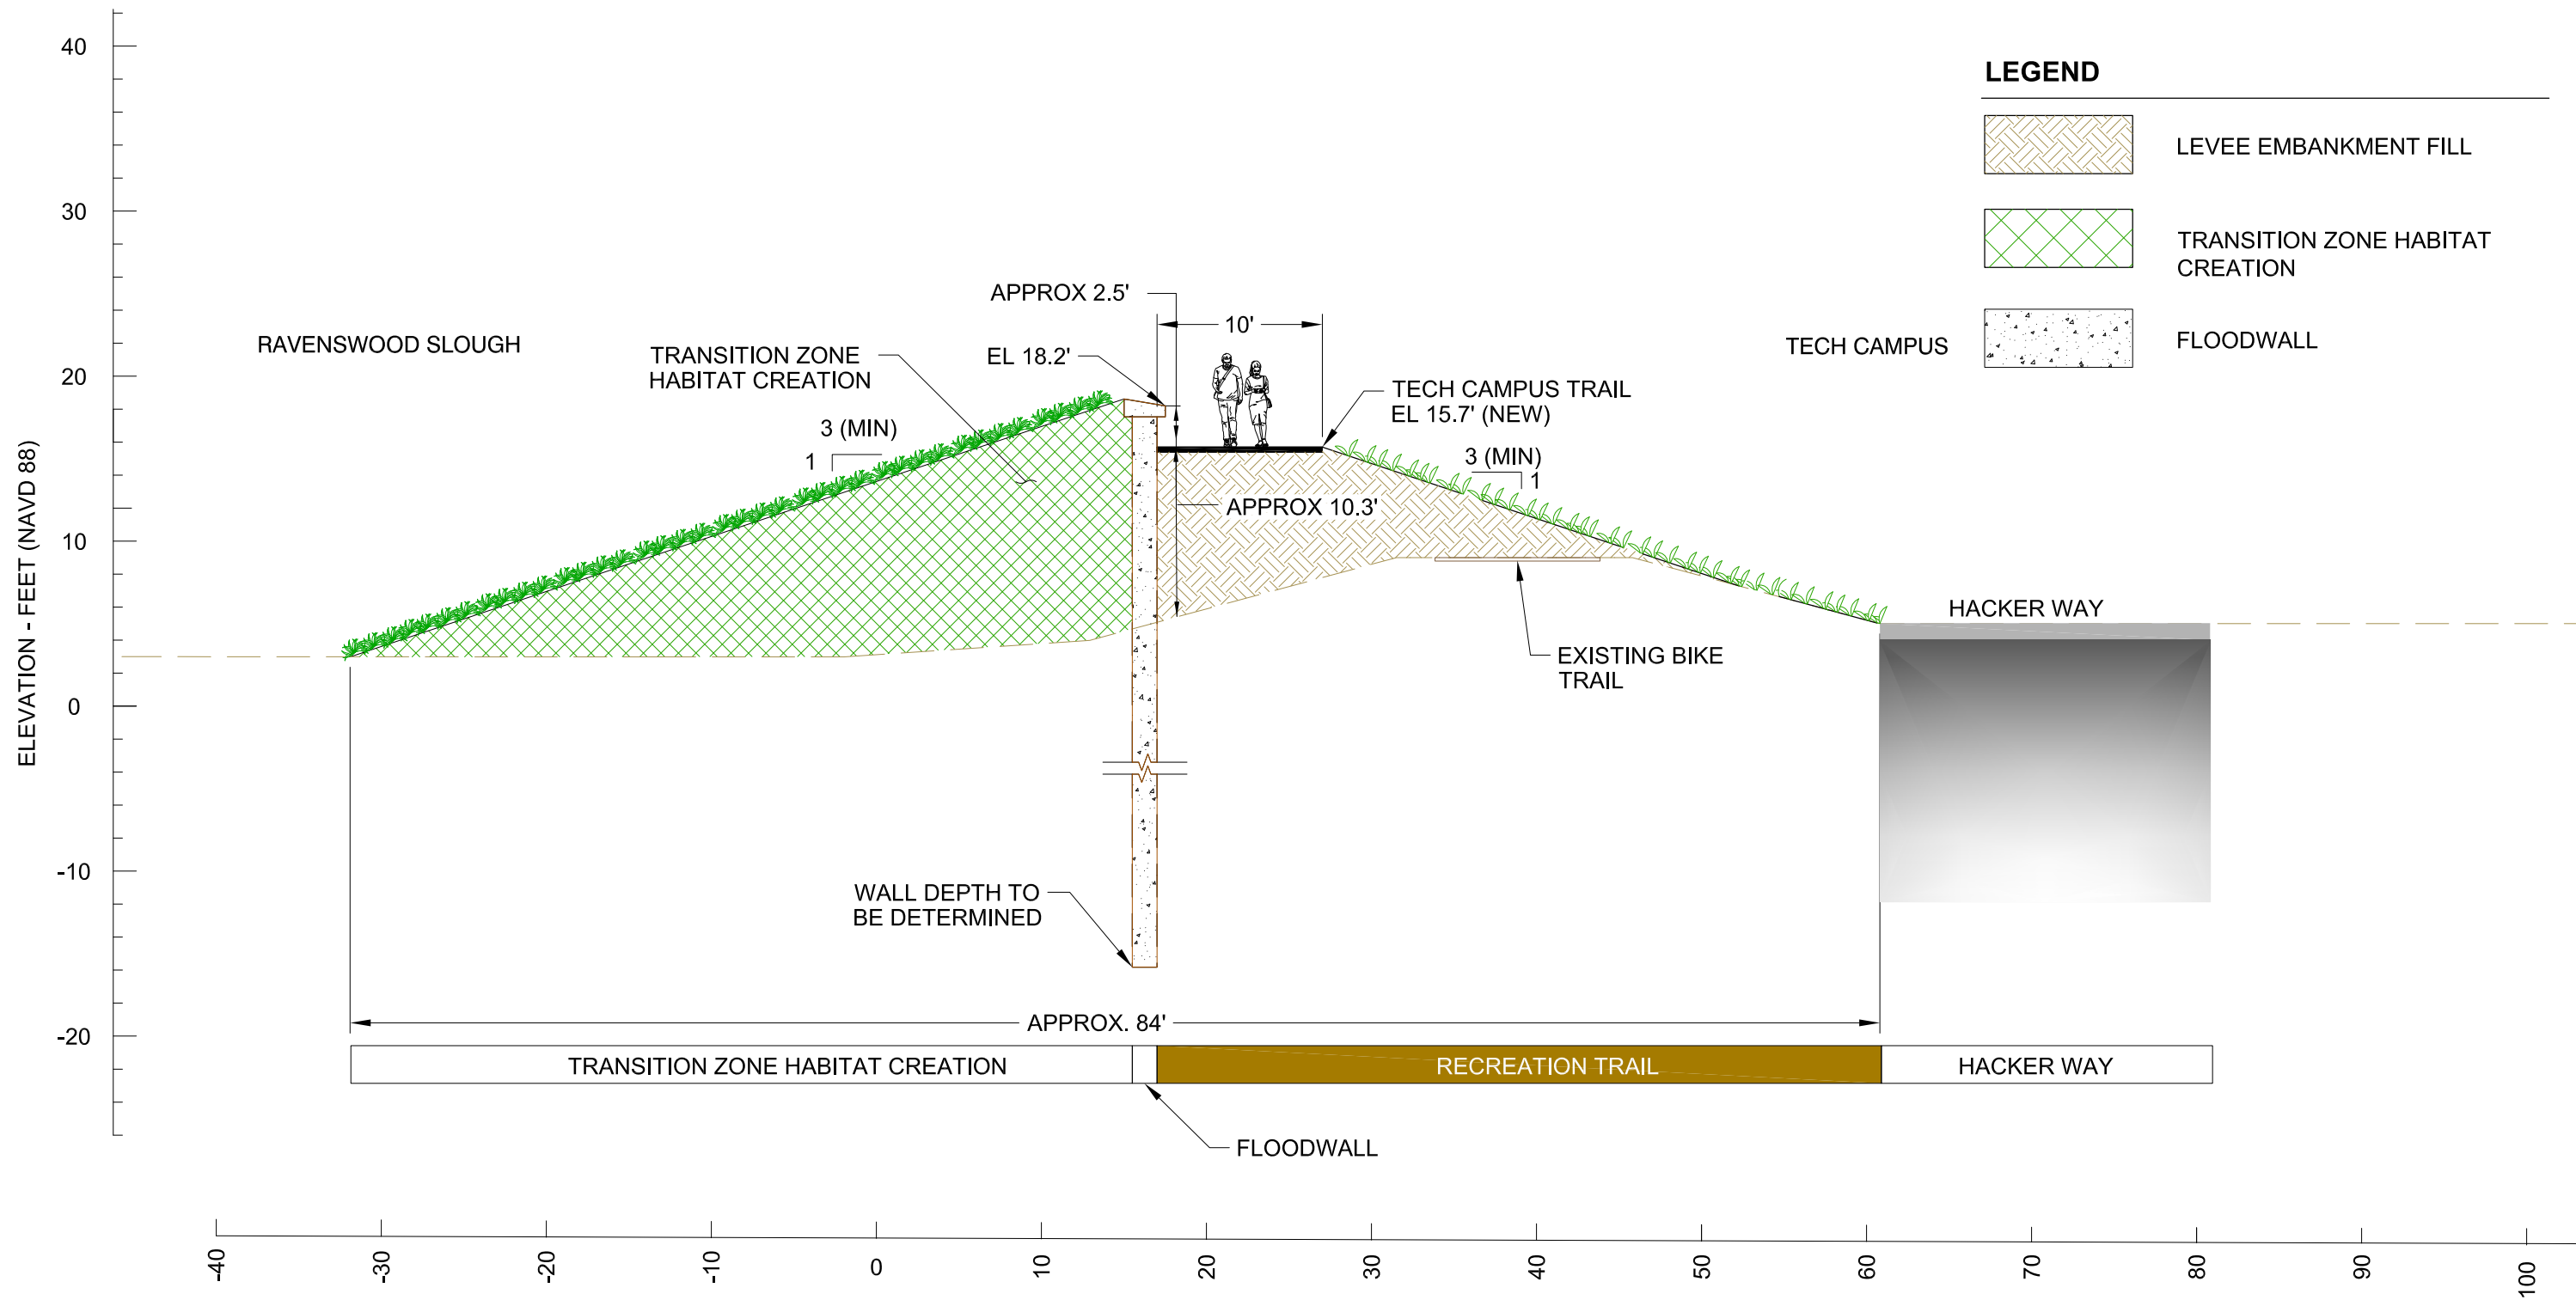 40
30
20
10
0
-10
-20
ELEVATION - FEET (NAVD 88)
LEGEND
LEVEE EMBANKMENT FILL
TRANSITION ZONE HABITAT
CREATION
FLOODWALL
RAVENSWOOD SLOUGH
TECH CAMPUS
APPROX 2.5'
10'
EL 18.2'
TRANSITION ZONE
HABITAT CREATION
TECH CAMPUS TRAIL
EL 15.7' (NEW)
3 (MIN)
1
3 (MIN)
1
APPROX 10.3'
HACKER WAY
EXISTING BIKE
TRAIL
WALL DEPTH TO
BE DETERMINED
APPROX. 84'
TRANSITION ZONE HABITAT CREATION
RECREATION TRAIL
HACKER WAY
FLOODWALL
-40
-30
-20
-10
0
10
20
30
40
50
60
70
80
90
100